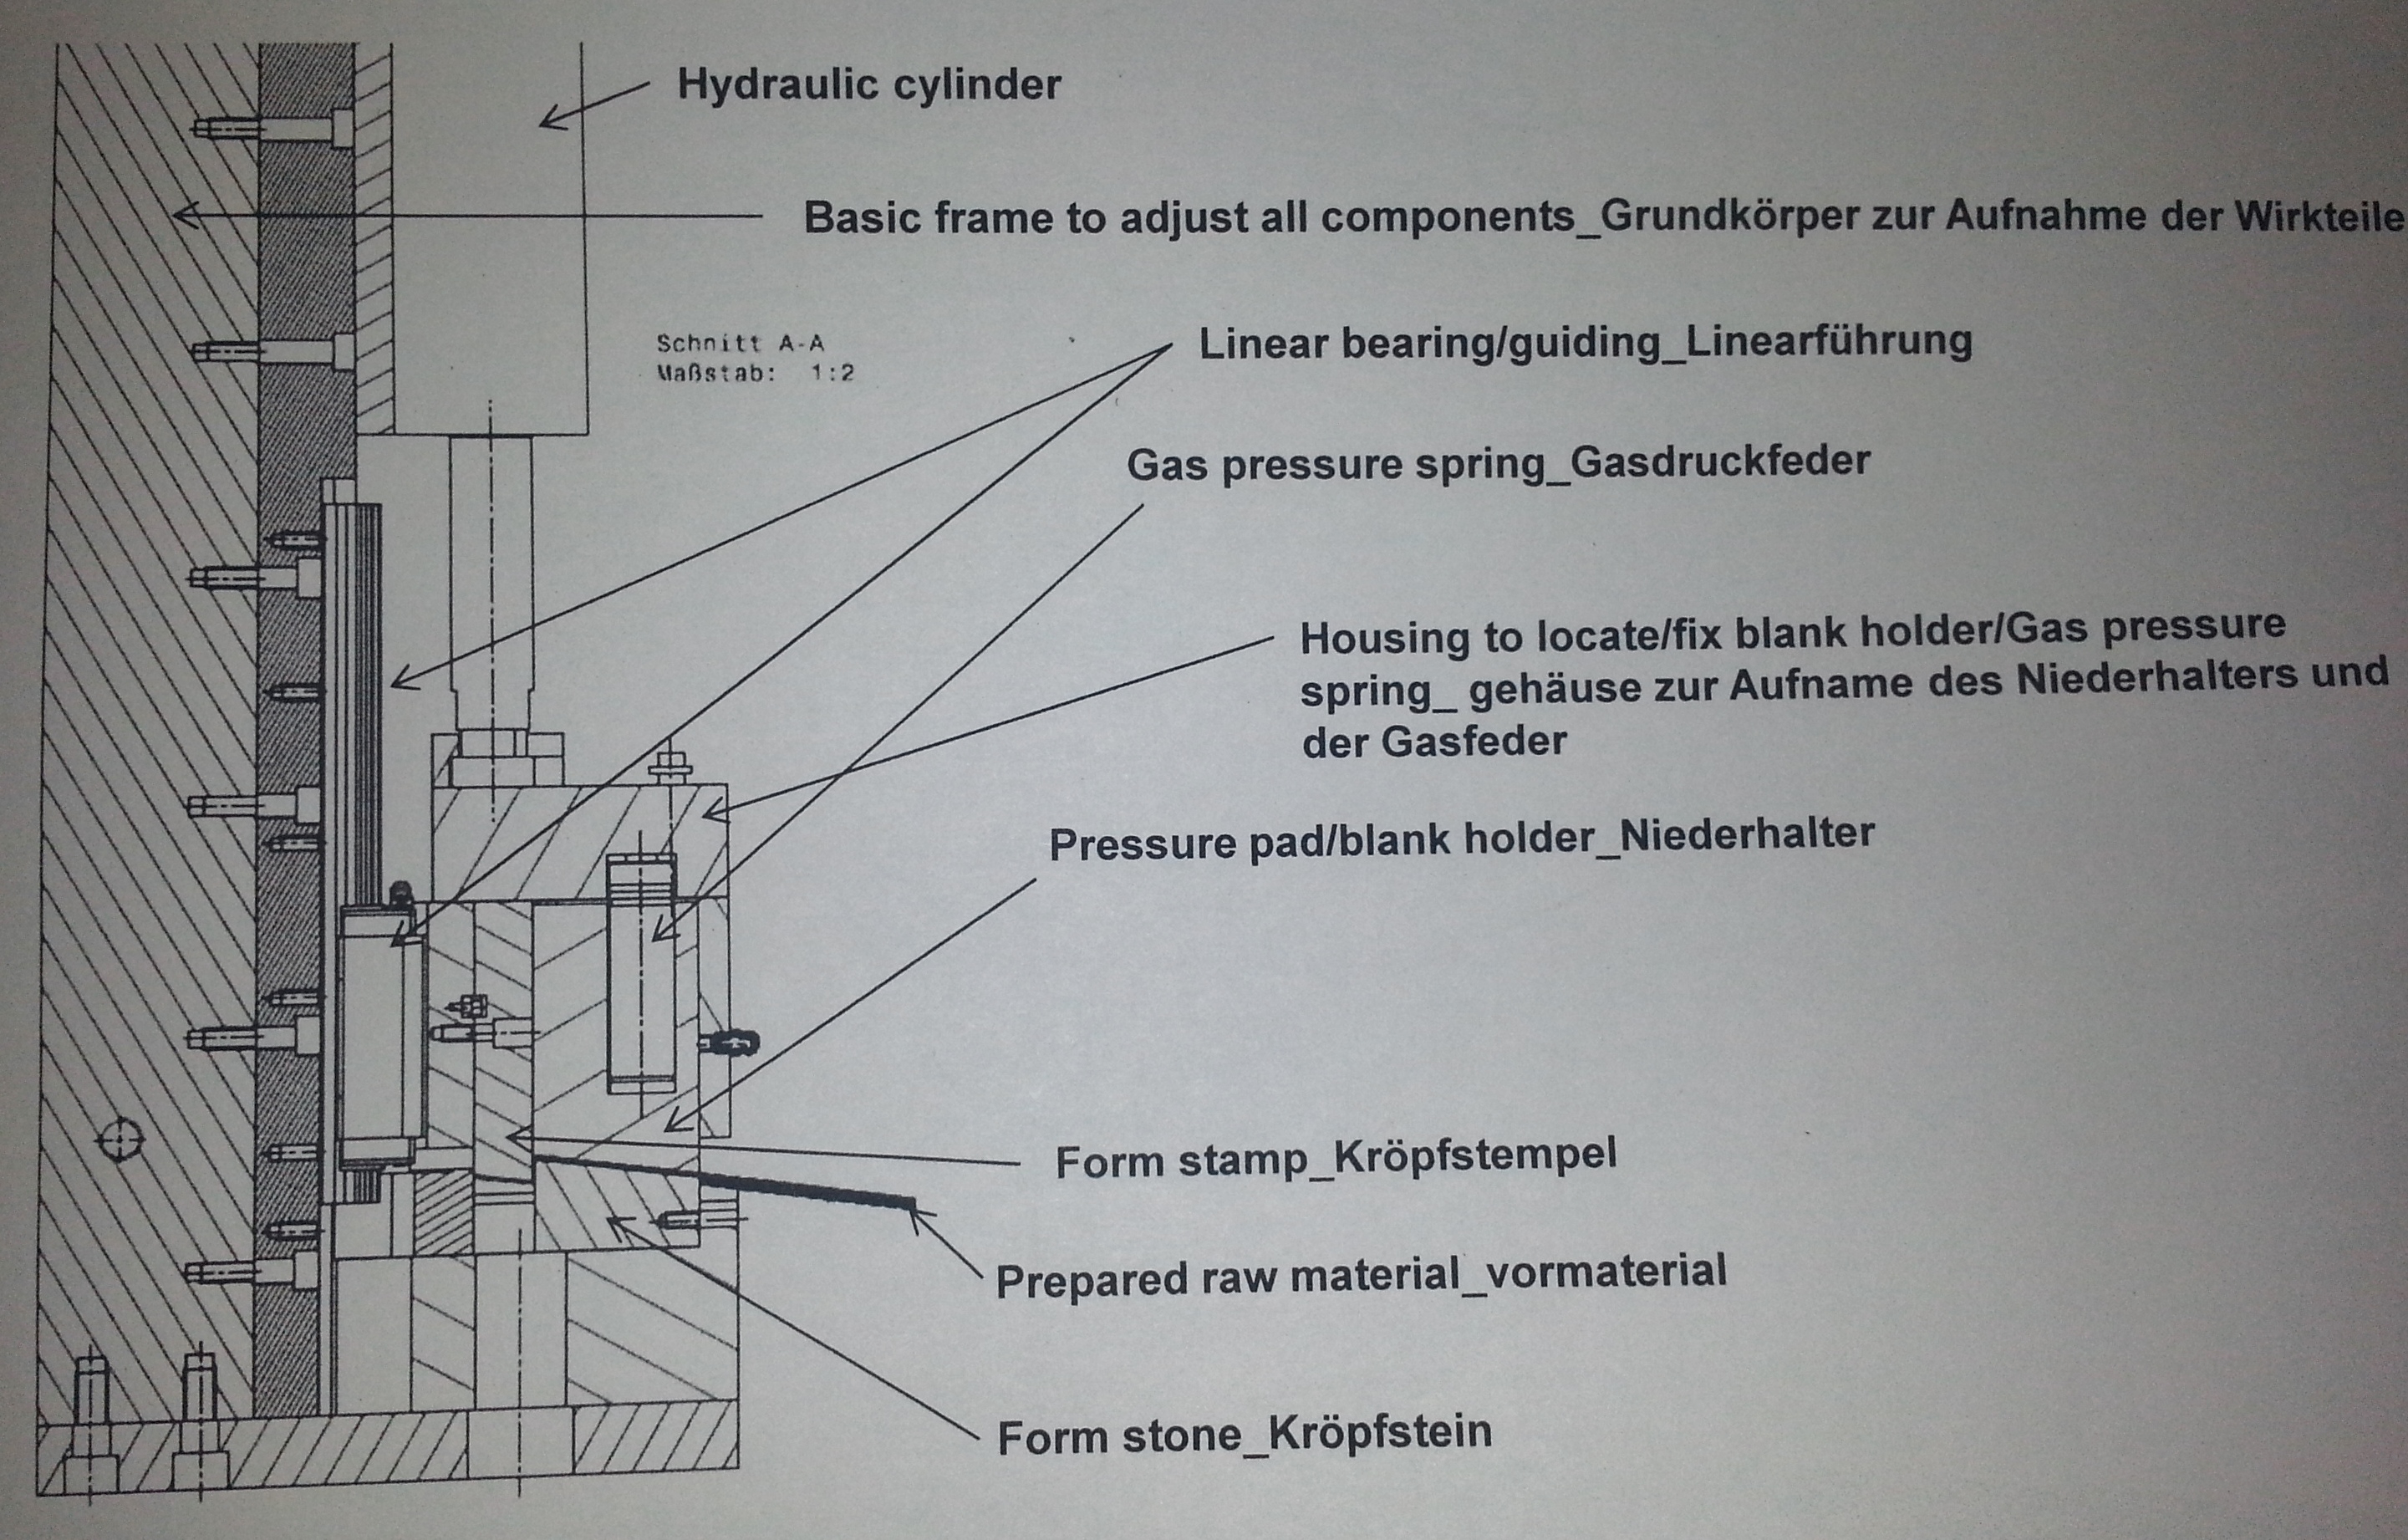 Hydraulic cylinder
Basic frame to adjust all components_Grundkörper zur Aufnahme der Wirkteile
Schnitt A-A
Maßstab: 1:2
Linear bearing/guiding_Linearführung
Gas pressure spring_Gasdruckfeder
Housing to locate/fix blank holder/Gas pressure
spring_ gehäuse zur Aufname des Niederhalters und
der Gasfeder
Pressure pad/blank holder_Niederhalter
Form stamp_Kröpfstempel
Prepared raw material_vormaterial
Form stone_Kröpfstein